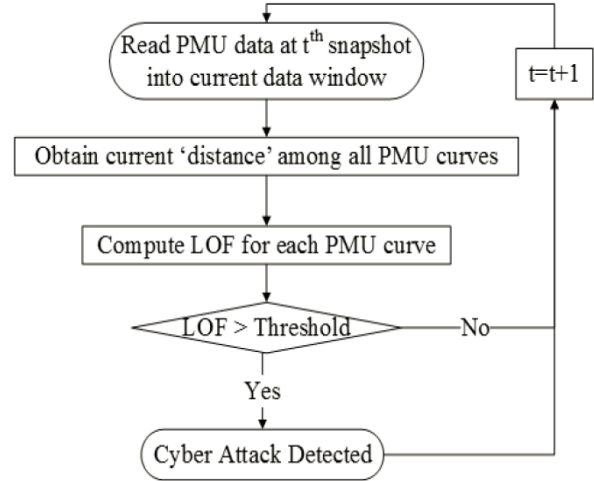 Read PMU data at tth snapshot
into current data window
t=t+1
Obtain current ‘distance’ among all PMU curves
Compute LOF for each PMU curve
LOF > Threshold
No
Yes
Cyber Attack Detected